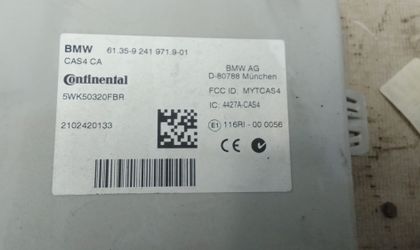 BMW 61.35-9 241 971.9-01
CAS4 CA
BMW AG
D-80788 München
Continental
5WK50320FBR
FCC ID: MYTCAS4
IC: 4427A-CAS4
2102420133
E1 116RI-00 0056
CE